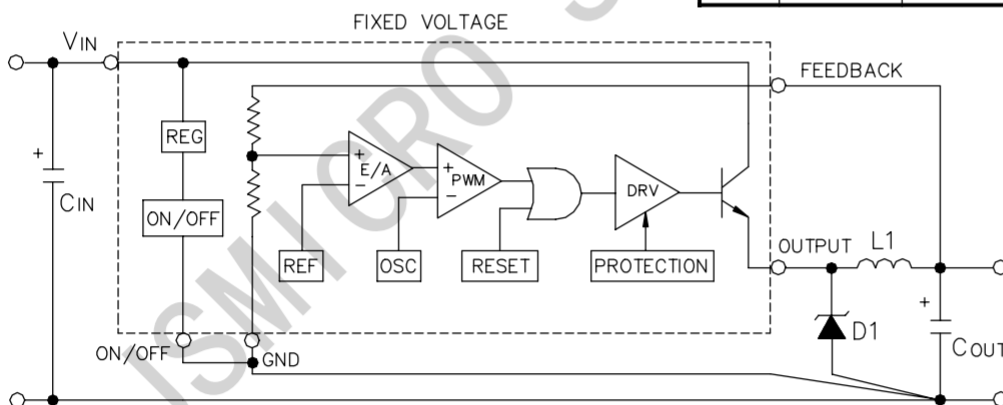 FIXED VOLTAGE
VIN
FEEDBACK
REG
+
E/A
−
+
PWM
−
DRV
+
CIN
ON/OFF
REF
OSC
RESET
PROTECTION
OUTPUT
L1
+
D1
COUT
ON/OFF
GND
ISMICRO S